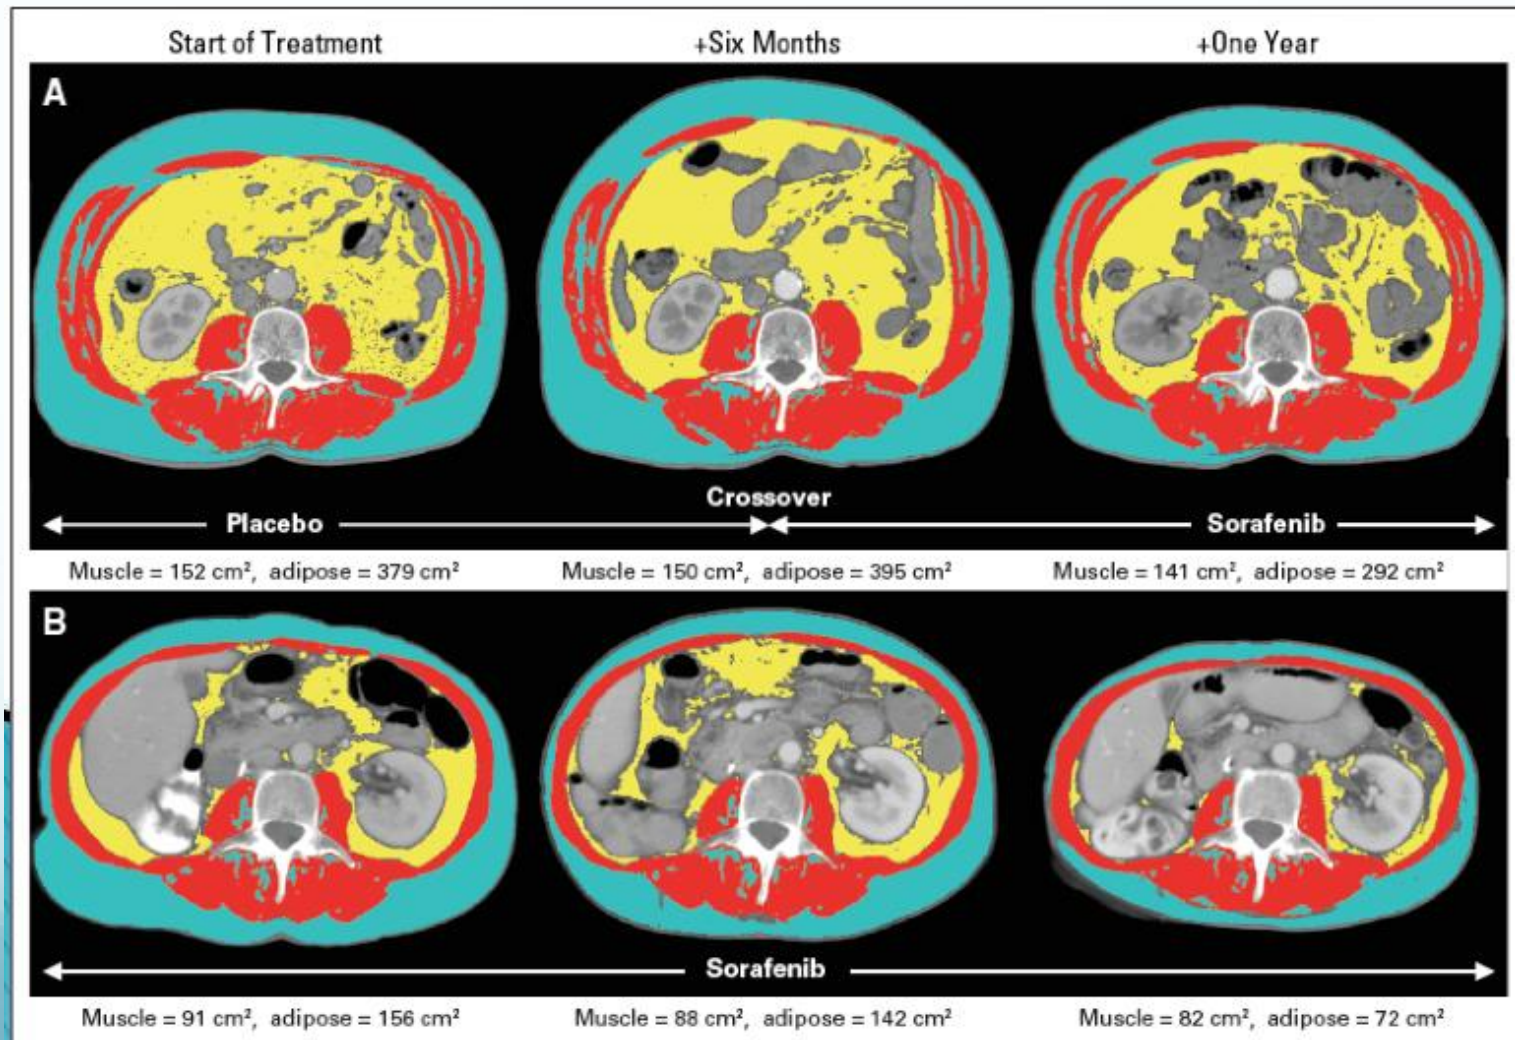 Start of Treatment +Six Months +One Year
A
Crossover
Placebo Sorafenib
Muscle = 152 cm², adipose = 379 cm² Muscle = 150 cm², adipose = 395 cm² Muscle = 141 cm², adipose = 292 cm²
B
Sorafenib
Muscle = 91 cm², adipose = 156 cm² Muscle = 88 cm², adipose = 142 cm² Muscle = 82 cm², adipose = 72 cm²